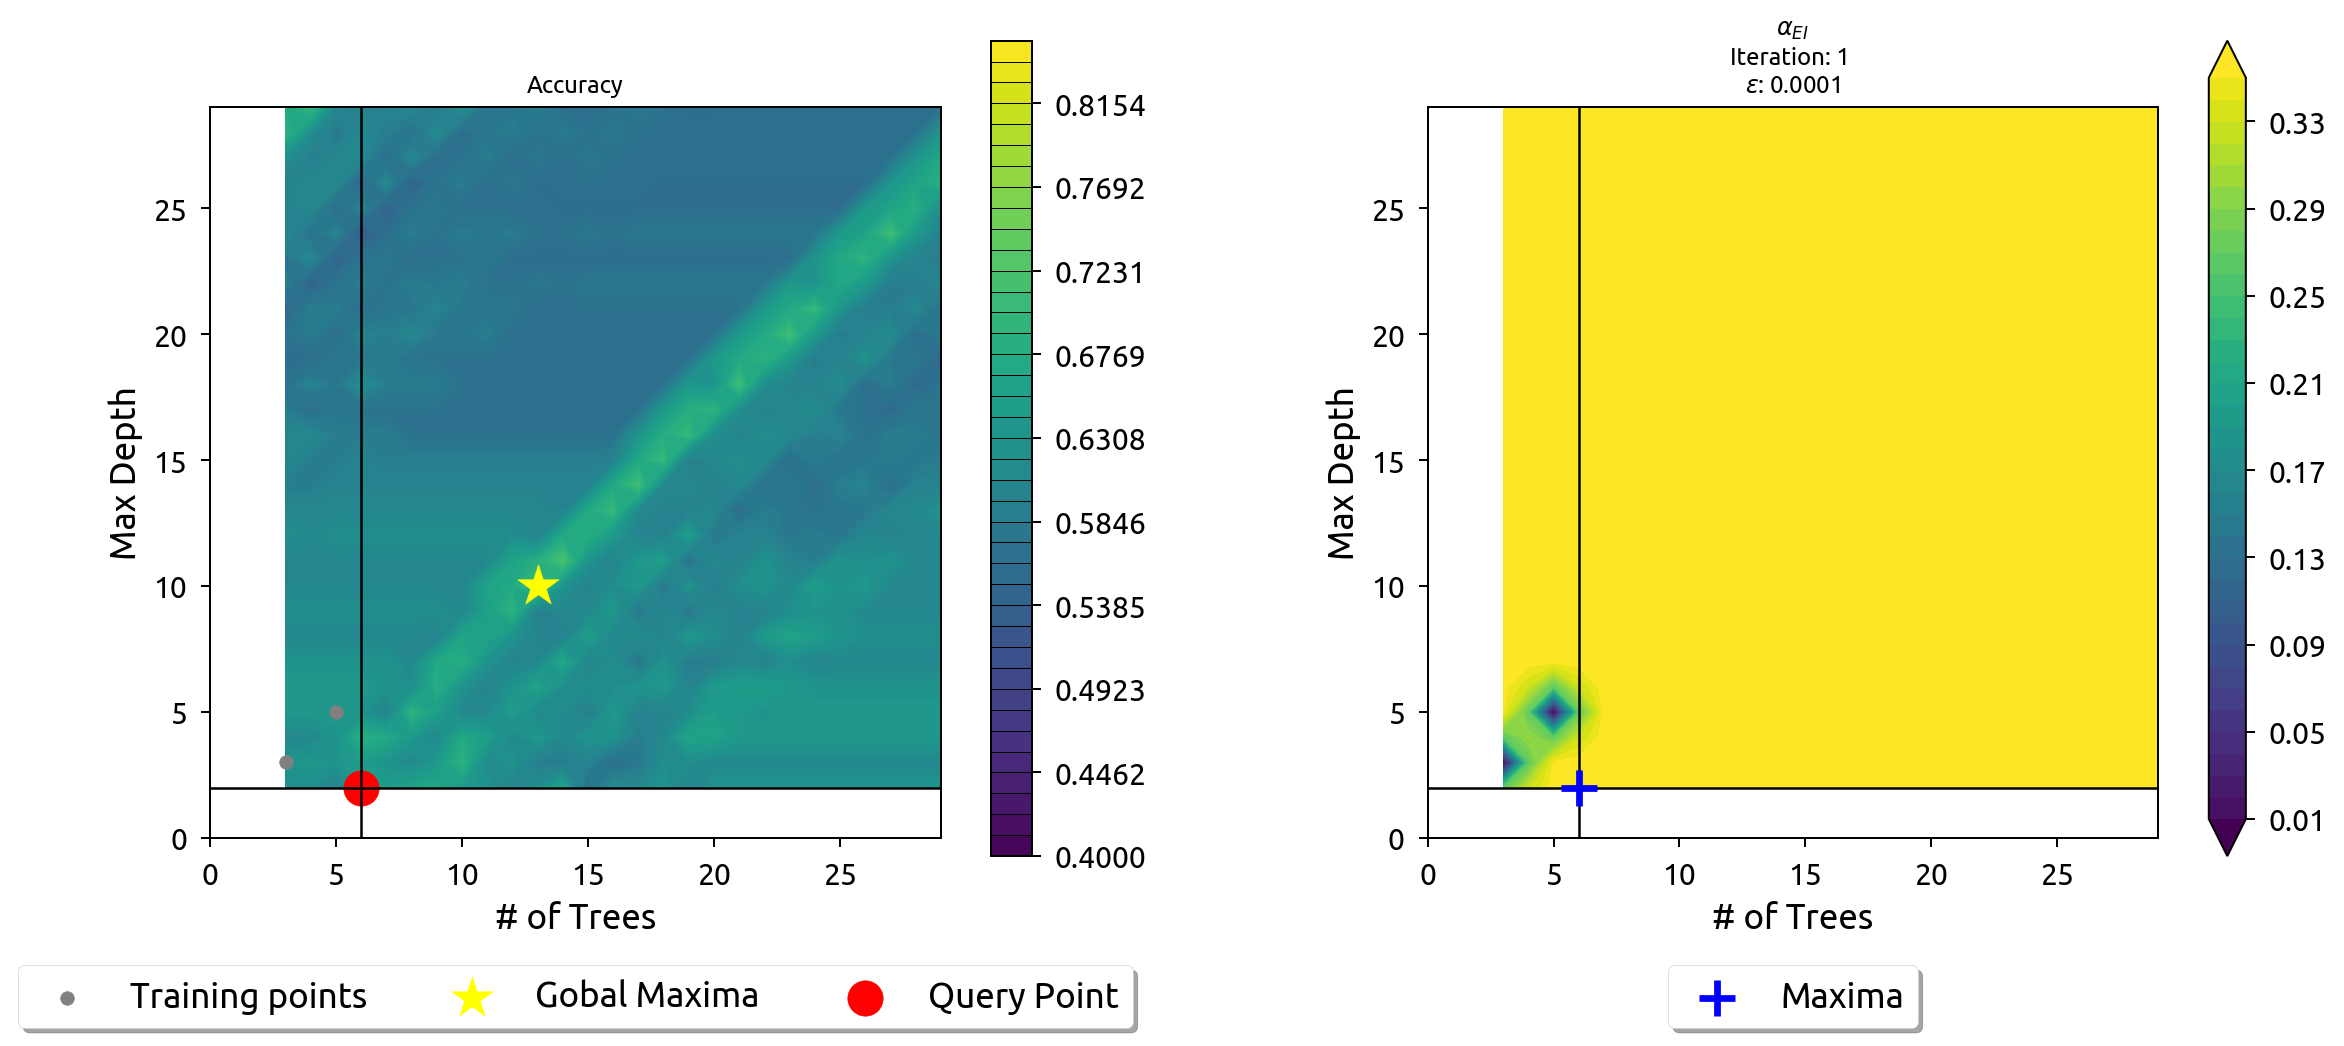 Accuracy
25
20
15
10
5
0
Max Depth
0 5 10 15 20 25
# of Trees
0.8154
0.7692
0.7231
0.6769
0.6308
0.5846
0.5385
0.4923
0.4462
0.4000
Training points
Gobal Maxima
Query Point
α_EI
Iteration: 1
ε: 0.0001
25
20
15
10
5
0
Max Depth
0 5 10 15 20 25
# of Trees
0.33
0.29
0.25
0.21
0.17
0.13
0.09
0.05
0.01
Maxima